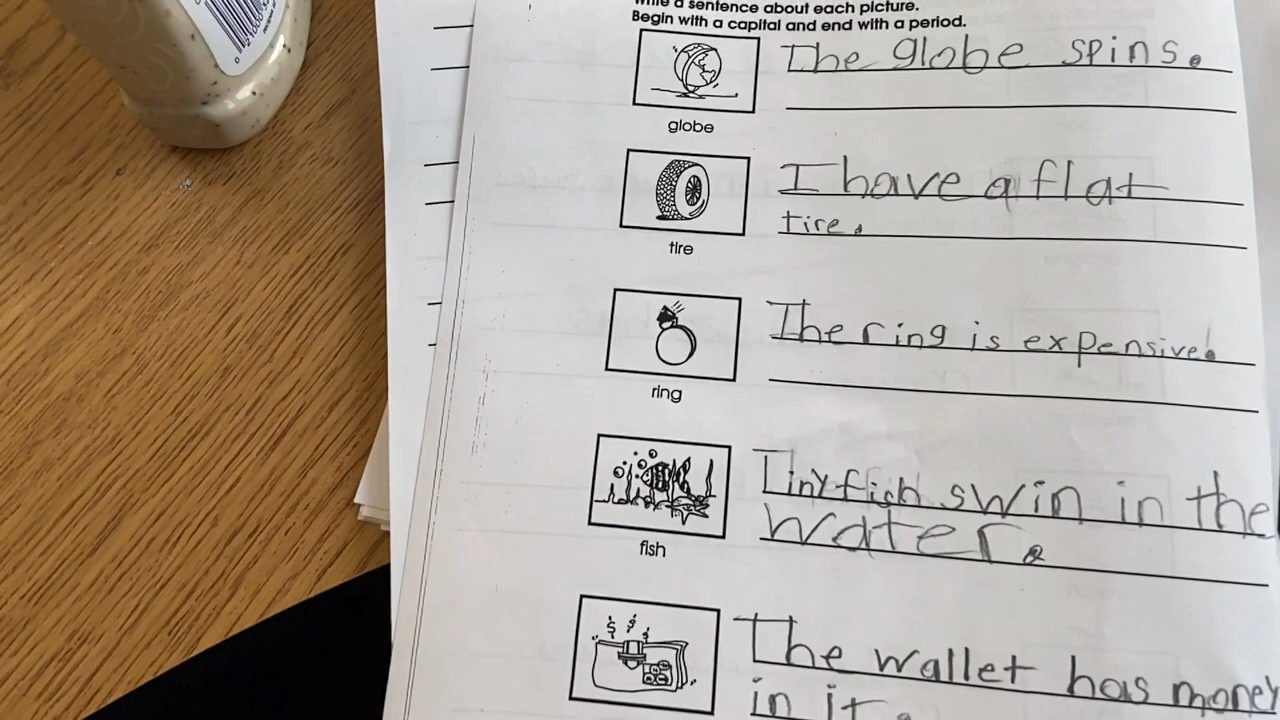 Write a sentence about each picture.
Begin with a capital and end with a period.
The globe spins.
globe
I have a flat
tire.
tire
The ring is expensive.
ring
Tiny fich swin in the
water.
fish
$ $ $
The wallet has money
in it.